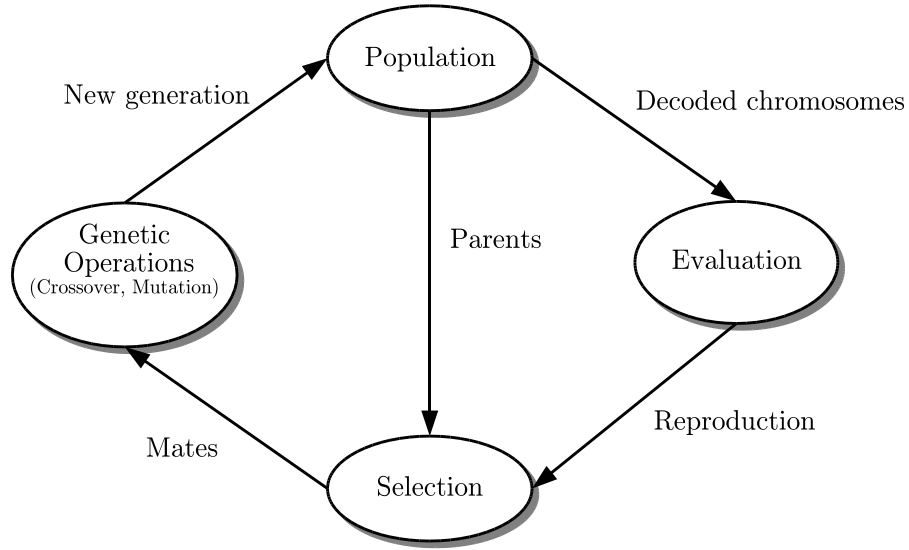 Population
New generation
Decoded chromosomes
Genetic
Operations
(Crossover, Mutation)
Parents
Evaluation
Reproduction
Mates
Selection